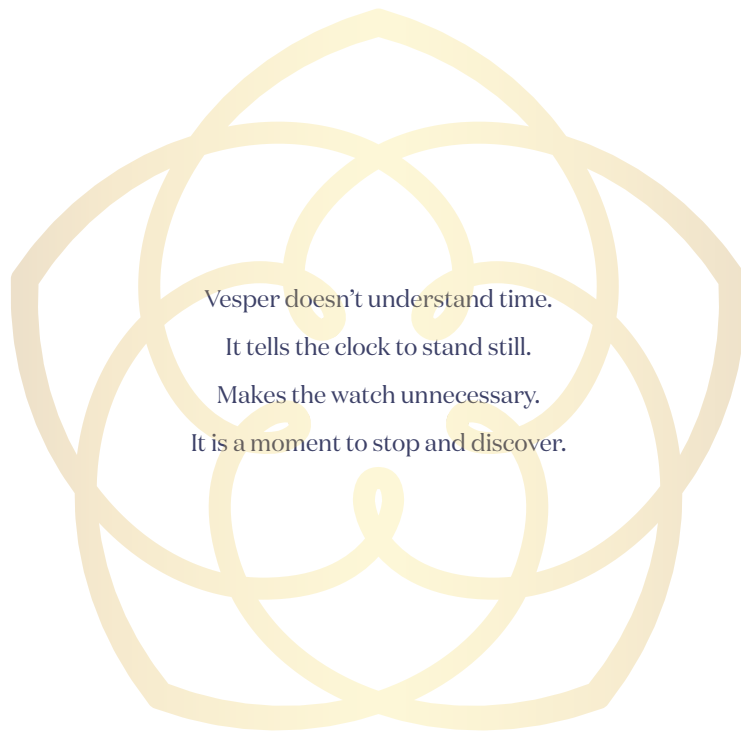 Vesper doesn’t understand time.
It tells the clock to stand still.
Makes the watch unnecessary.
It is a moment to stop and discover.